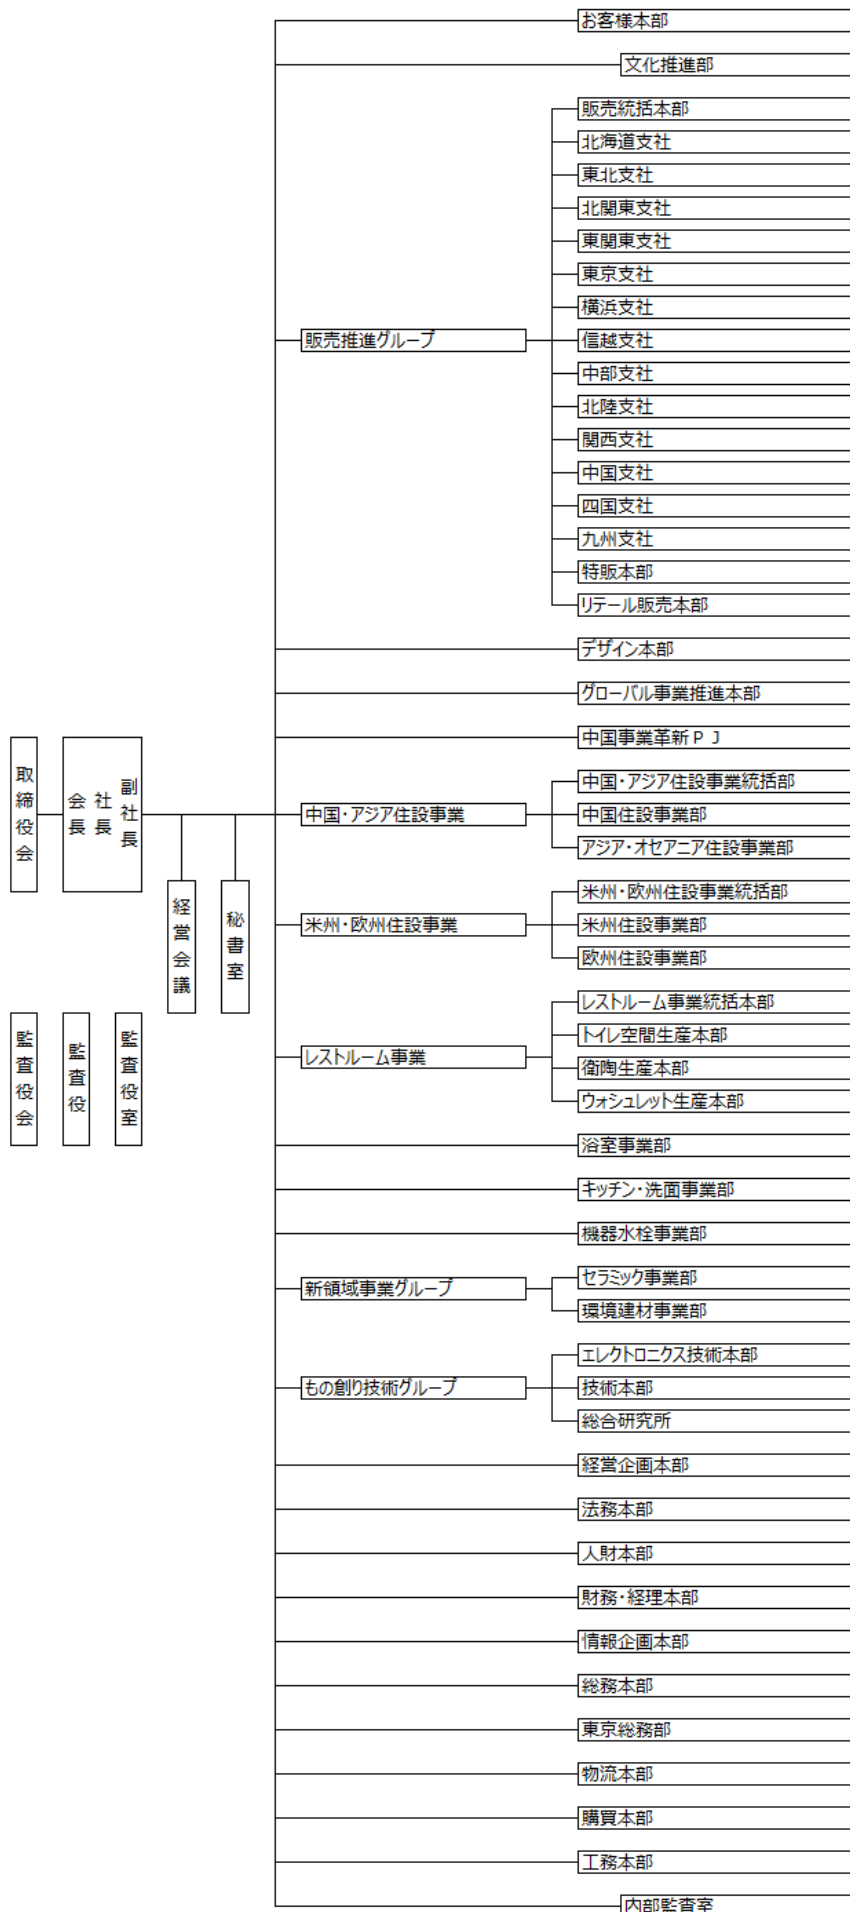 お客様本部
文化推進部
販売統括本部
北海道支社
東北支社
北関東支社
東関東支社
東京支社
横浜支社
販売推進グループ
信越支社
中部支社
北陸支社
関西支社
中国支社
四国支社
九州支社
特販本部
リテール販売本部
デザイン本部
グローバル事業推進本部
中国事業革新ＰＪ
取締役会
会長
社長
副社長
経営会議
秘書室
中国・アジア住設事業
中国・アジア住設事業統括部
中国住設事業部
アジア・オセアニア住設事業部
米州・欧州住設事業
米州・欧州住設事業統括部
米州住設事業部
欧州住設事業部
監査役会
監査役
監査役室
レストルーム事業
レストルーム事業統括本部
トイレ空間生産本部
衛陶生産本部
ウォシュレット生産本部
浴室事業部
キッチン・洗面事業部
機器水栓事業部
新領域事業グループ
セラミック事業部
環境建材事業部
もの創り技術グループ
エレクトロニクス技術本部
技術本部
総合研究所
経営企画本部
法務本部
人財本部
財務・経理本部
情報企画本部
総務本部
東京総務部
物流本部
購買本部
工務本部
内部監査室